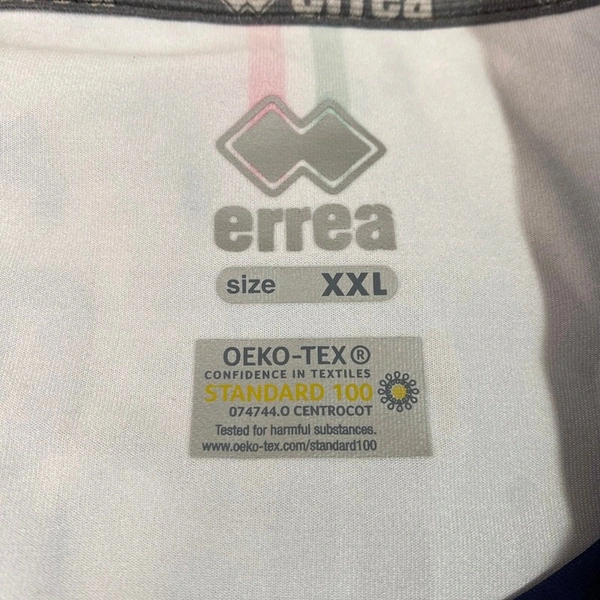 errea
errea
size XXL
OEKO-TEX®
CONFIDENCE IN TEXTILES
STANDARD 100
074744.O CENTROCOT
Tested for harmful substances.
www.oeko-tex.com/standard100